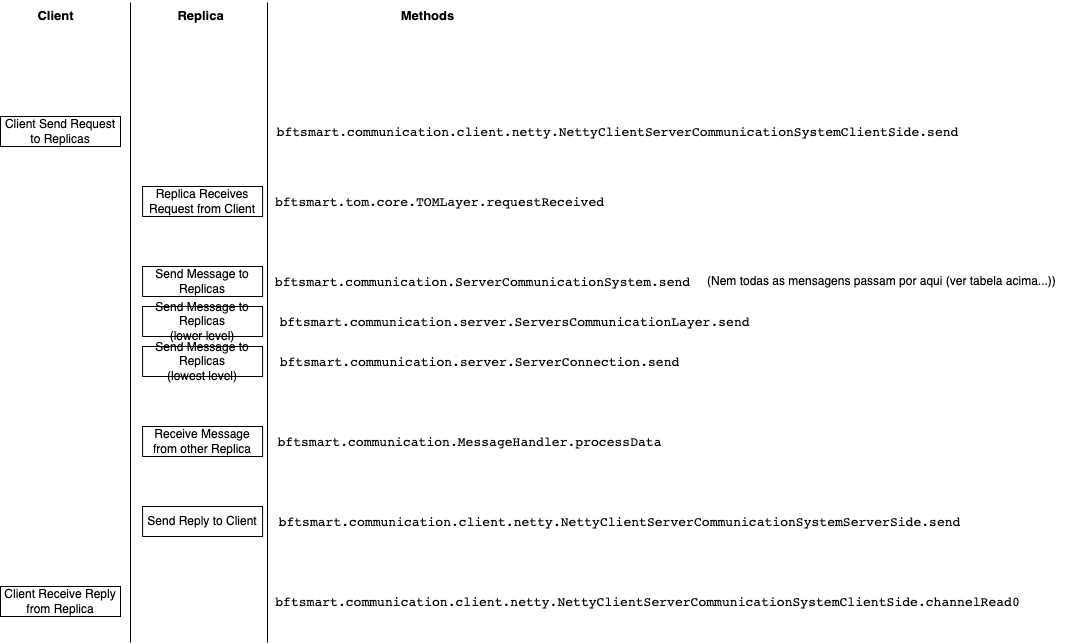 Client
Replica
Methods
Client Send Request
to Replicas
bftsmart.communication.client.netty.NettyClientServerCommunicationSystemClientSide.send
Replica Receives
Request from Client
bftsmart.tom.core.TOMLayer.requestReceived
Send Message to
Replicas
bftsmart.communication.ServerCommunicationSystem.send
(Nem todas as mensagens passam por aqui (ver tabela acima...))
Send Message to
Replicas
(lower level)
bftsmart.communication.server.ServersCommunicationLayer.send
Send Message to
Replicas
(lowest level)
bftsmart.communication.server.ServerConnection.send
Receive Message
from other Replica
bftsmart.communication.MessageHandler.processData
Send Reply to Client
bftsmart.communication.client.netty.NettyClientServerCommunicationSystemServerSide.send
Client Receive Reply
from Replica
bftsmart.communication.client.netty.NettyClientServerCommunicationSystemClientSide.channelRead0